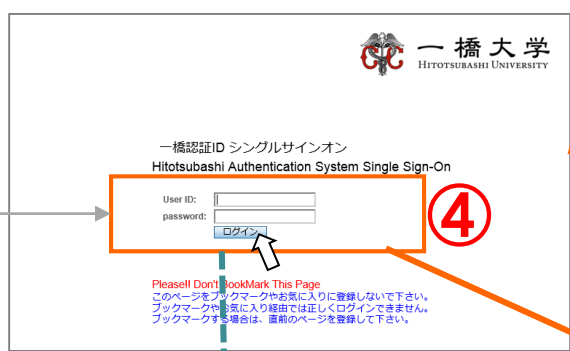 一橋大学
HITOTSUBASHI UNIVERSITY
一橋認証ID シングルサインオン
Hitotsubashi Authentication System Single Sign-On
User ID:
password:
ログイン
④
Please!! Don't BookMark This Page
このページをブックマークやお気に入りに登録しないで下さい。
ブックマークやお気に入り経由では正しくログインできません。
ブックマークする場合は、直前のページを登録して下さい。